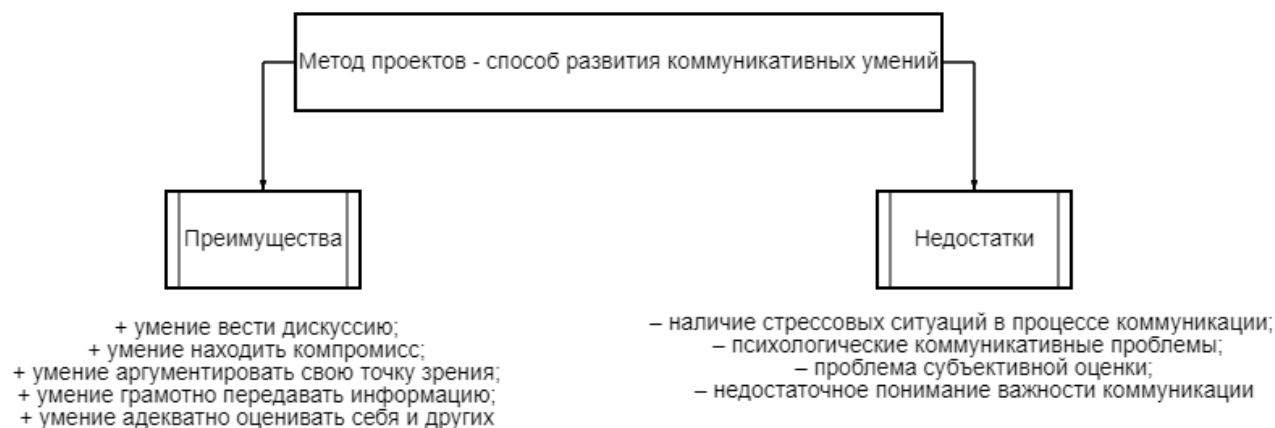 Метод проектов - способ развития коммуникативных умений
Преимущества
+ умение вести дискуссию;
+ умение находить компромисс;
+ умение аргументировать свою точку зрения;
+ умение грамотно передавать информацию;
+ умение адекватно оценивать себя и других
Недостатки
– наличие стрессовых ситуаций в процессе коммуникации;
– психологические коммуникативные проблемы;
– проблема субъективной оценки;
– недостаточное понимание важности коммуникации